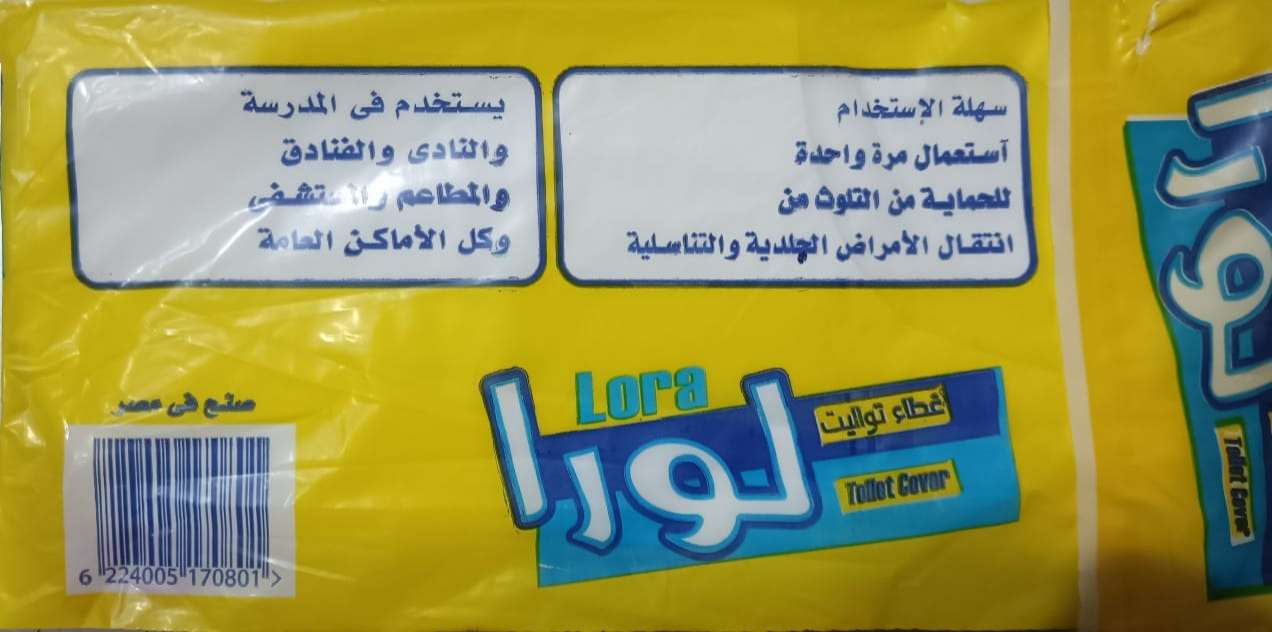 سهلة الإستخدام
آستعمال مرة واحدة
للحماية من التلوث من
انتقال الأمراض الجلدية والتناسلية
يستخدم فى المدرسة
والنادى والفنادق
والمطاعم والمستشفى
وكل الأماكن العامة
Lora
لورا
غطاء تواليت
Toilet Cover
صنع فى مصر
6 224005 170801 >
Toilet Cover